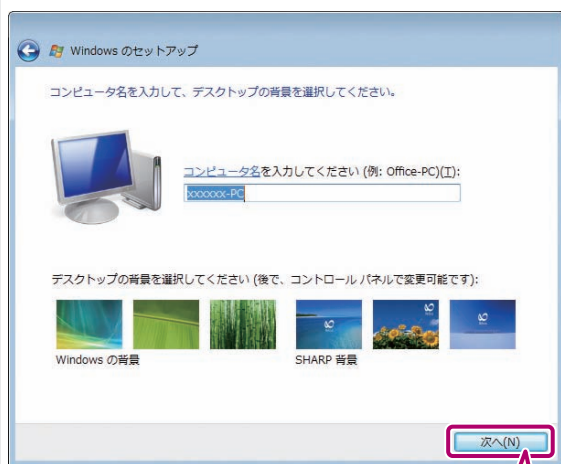 Windows のセットアップ
コンピュータ名を入力して、デスクトップの背景を選択してください。
コンピュータ名を入力してください (例: Office-PC)(T):
xxxxxx-PC
デスクトップの背景を選択してください (後で、コントロール パネルで変更可能です):
Windows の背景
SHARP 背景
次へ(N)